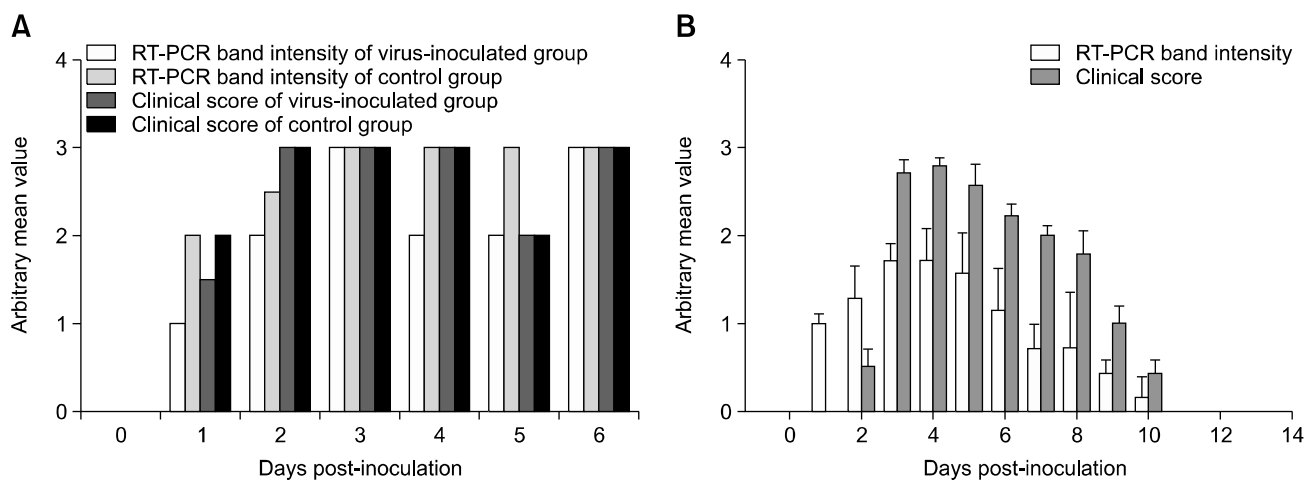 A
RT-PCR band intensity of virus-inoculated group
RT-PCR band intensity of control group
Clinical score of virus-inoculated group
Clinical score of control group
Arbitrary mean value
4
3
2
1
0
0 1 2 3 4 5 6
Days post-inoculation
B
RT-PCR band intensity
Clinical score
Arbitrary mean value
4
3
2
1
0
0 2 4 6 8 10 12 14
Days post-inoculation